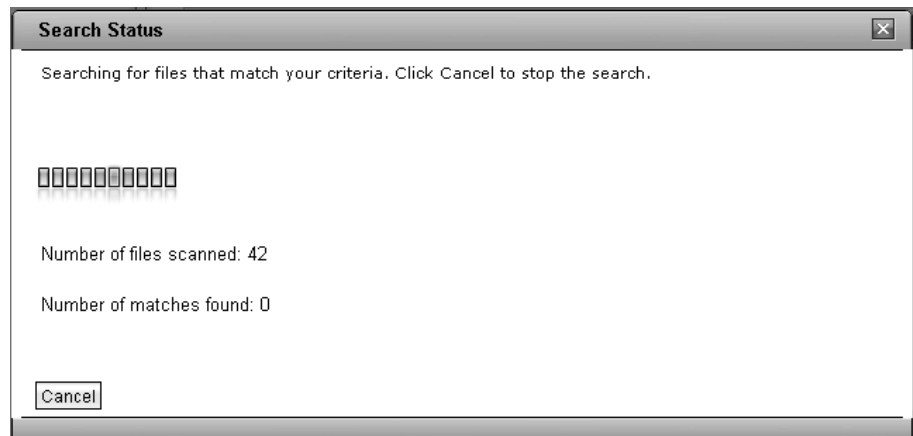 Search Status
Searching for files that match your criteria. Click Cancel to stop the search.
Number of files scanned: 42
Number of matches found: 0
Cancel